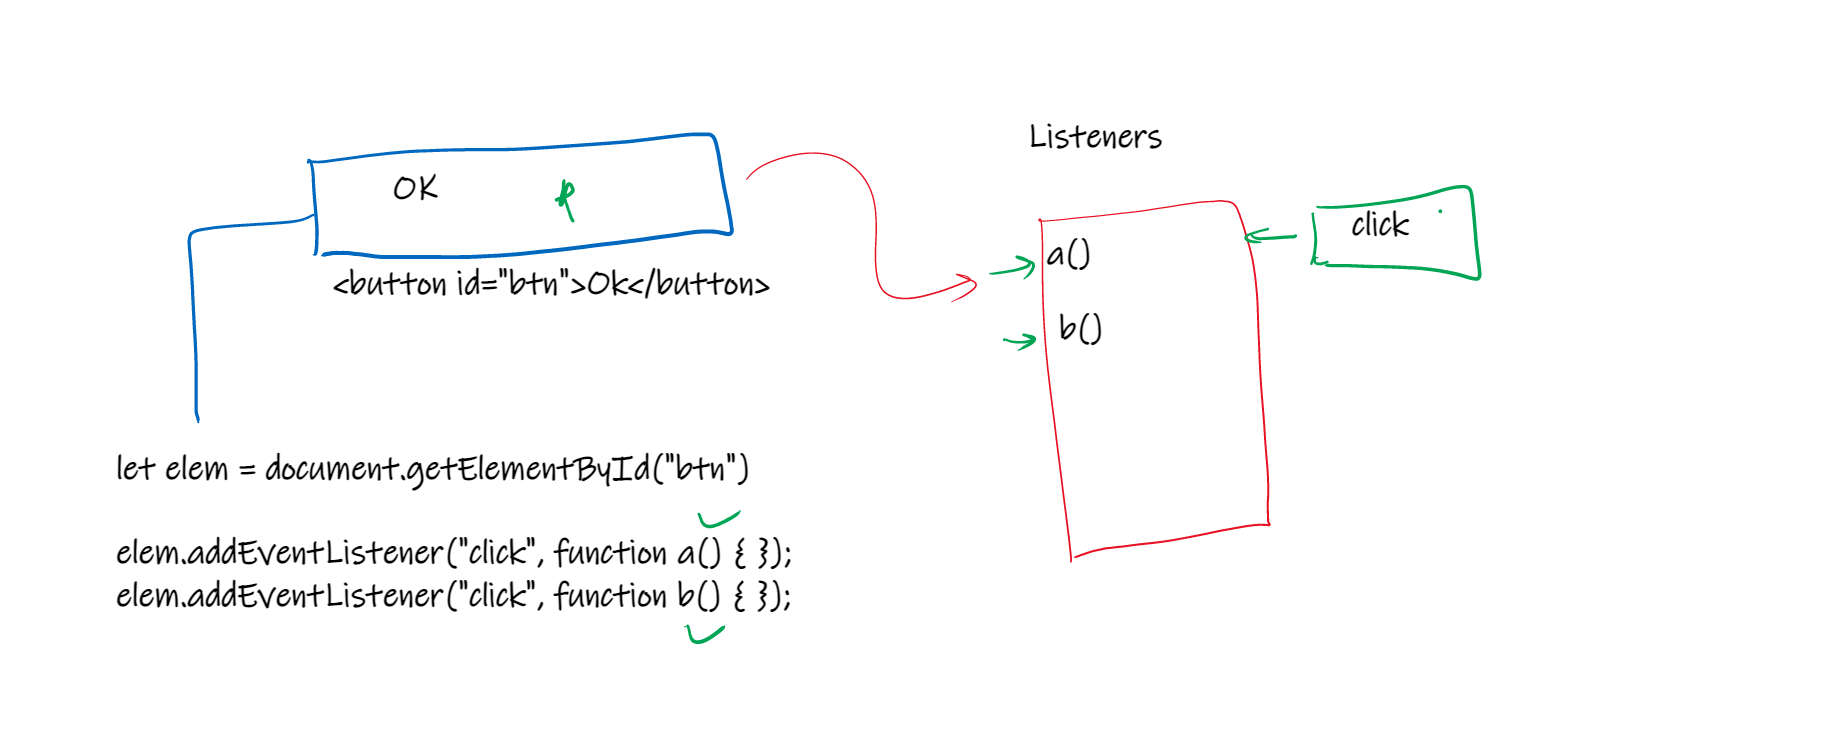 Listeners
OK
click
a()
<button id="btn">Ok</button>
b()
let elem = document.getElementById("btn")
elem.addEventListener("click", function a() { });
elem.addEventListener("click", function b() { });